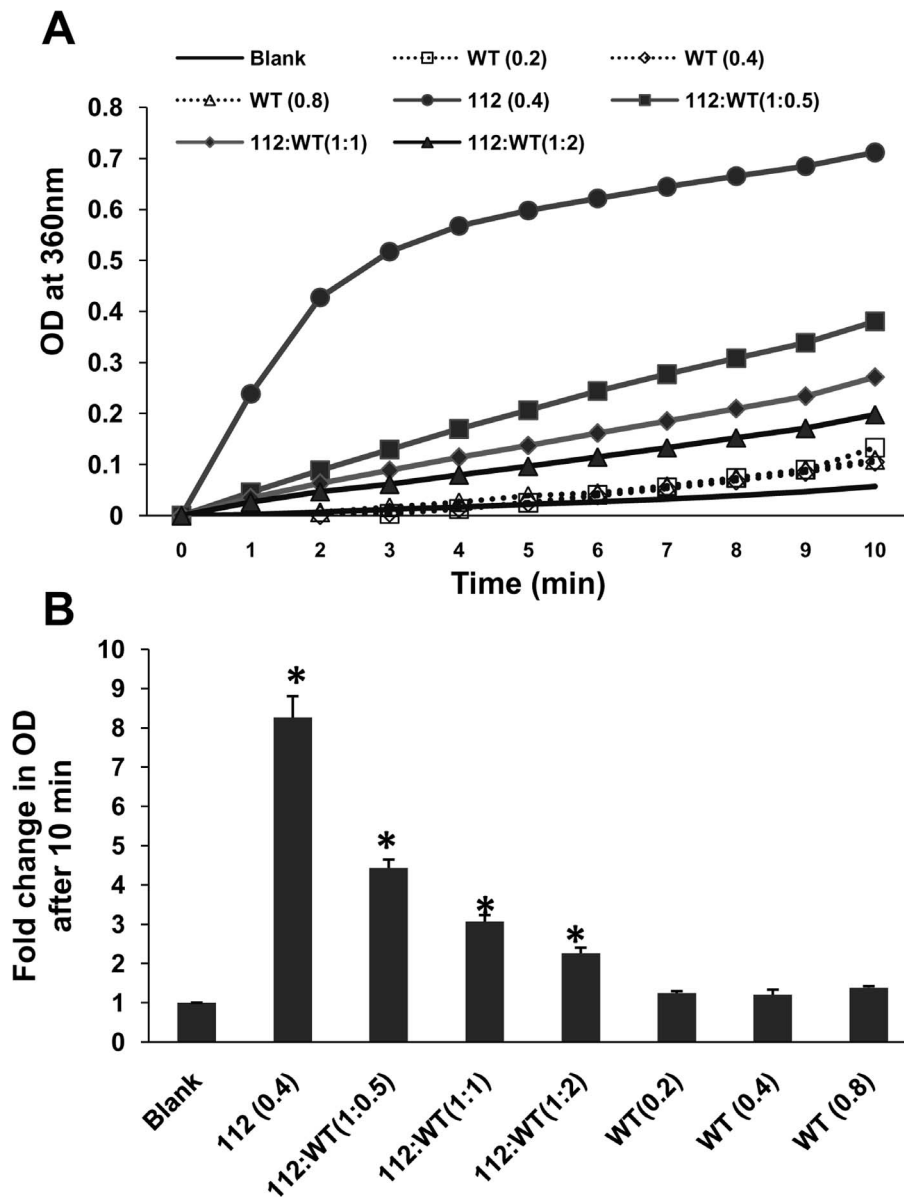 A
Blank WT (0.2) WT (0.4)
WT (0.8) 112 (0.4) 112:WT(1:0.5)
112:WT(1:1) 112:WT(1:2)
OD at 360nm
0.8
0.7
0.6
0.5
0.4
0.3
0.2
0.1
0
0 1 2 3 4 5 6 7 8 9 10
Time (min)
B
Fold change in OD
after 10 min
10
9
8
7
6
5
4
3
2
1
0
* * * *
Blank
112 (0.4)
112:WT(1:0.5)
112:WT(1:1)
112:WT(1:2)
WT(0.2)
WT (0.4)
WT (0.8)